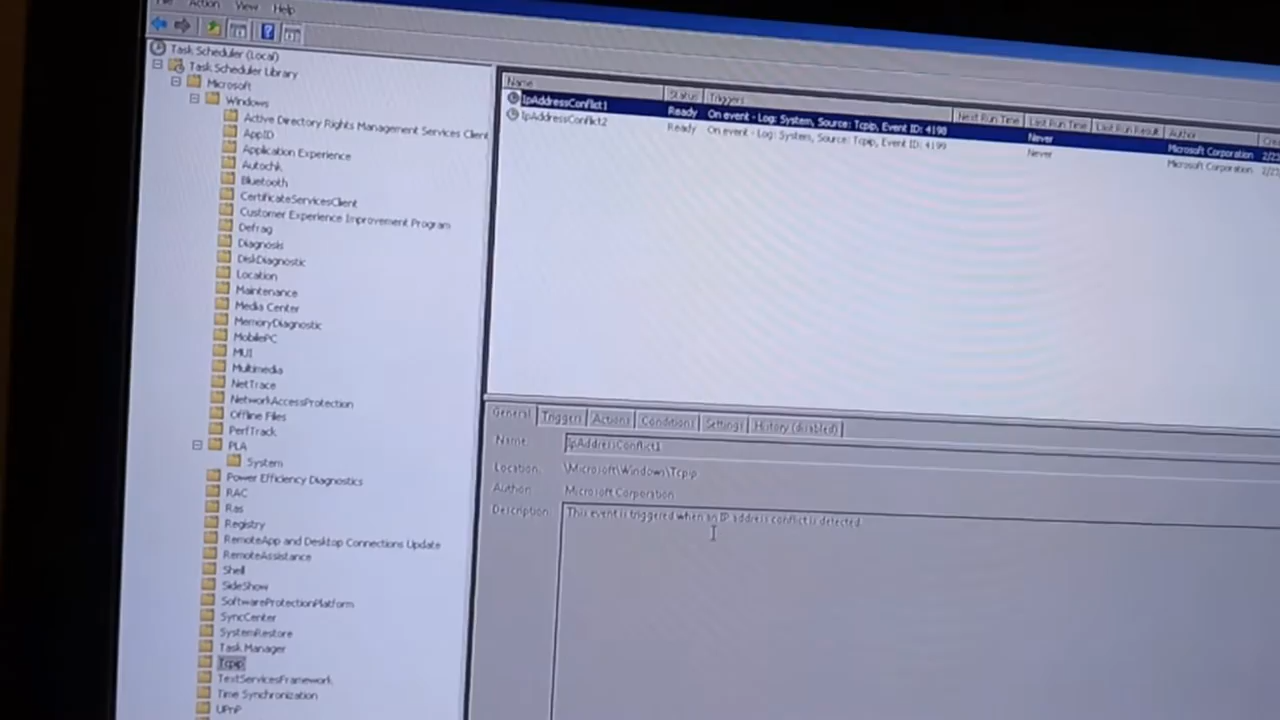 Action View Help
Task Scheduler (Local)
Task Scheduler Library
Microsoft
Windows
Active Directory Rights Management Services Client
AppID
Application Experience
Autochk
Bluetooth
CertificateServicesClient
Customer Experience Improvement Program
Defrag
Diagnosis
DiskDiagnostic
Location
Maintenance
Media Center
MemoryDiagnostic
MobilePC
MUI
Multimedia
NetTrace
NetworkAccessProtection
Offline Files
PerfTrack
PLA
System
Power Efficiency Diagnostics
RAC
Ras
Registry
RemoteApp and Desktop Connections Update
RemoteAssistance
Shell
SideShow
SoftwareProtectionPlatform
SyncCenter
SystemRestore
Task Manager
Tcpip
TextServicesFramework
Time Synchronization
UPnP
Name Status Triggers Next Run Time Last Run Time Last Run Result Author
IpAddressConflict1 Ready On event - Log: System, Source: Tcpip, Event ID: 4198 Never Microsoft Corporation
IpAddressConflict2 Ready On event - Log: System, Source: Tcpip, Event ID: 4199 Never Microsoft Corporation
General Triggers Actions Conditions Settings History (disabled)
Name: IpAddressConflict1
Location: \Microsoft\Windows\Tcpip
Author: Microsoft Corporation
Description: This event is triggered when an IP address conflict is detected.